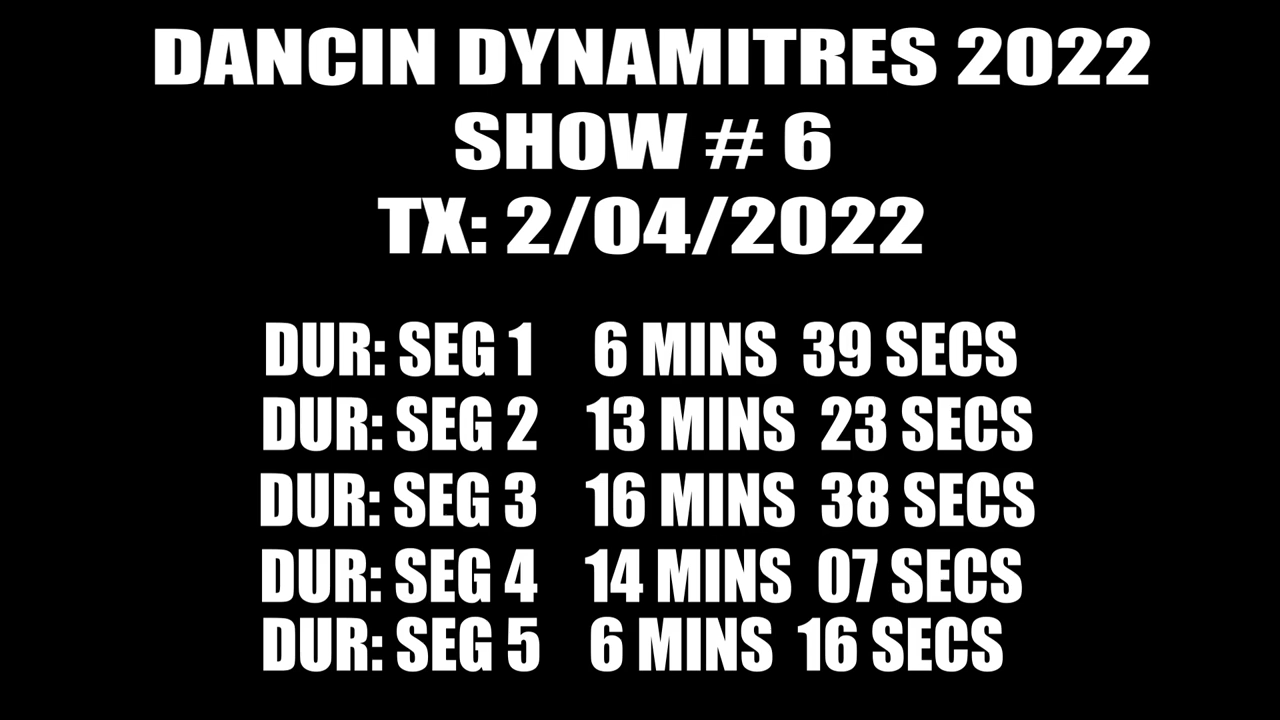 DANCIN DYNAMITRES 2022
SHOW # 6
TX: 2/04/2022
DUR: SEG 1 6 MINS 39 SECS
DUR: SEG 2 13 MINS 23 SECS
DUR: SEG 3 16 MINS 38 SECS
DUR: SEG 4 14 MINS 07 SECS
DUR: SEG 5 6 MINS 16 SECS